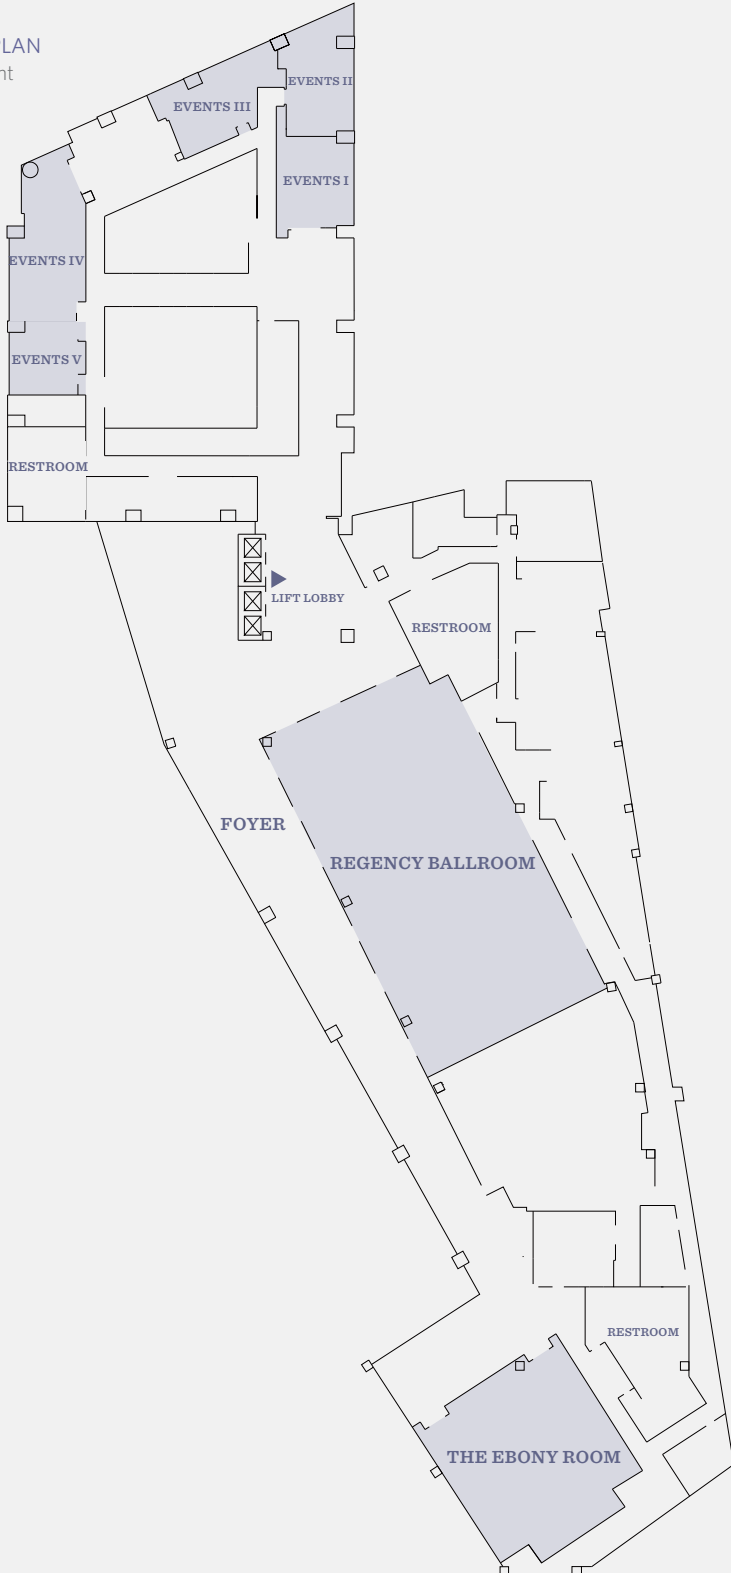 PLAN
nt
EVENTS II
EVENTS III
EVENTS I
EVENTS IV
EVENTS V
RESTROOM
LIFT LOBBY
RESTROOM
FOYER
REGENCY BALLROOM
RESTROOM
THE EBONY ROOM